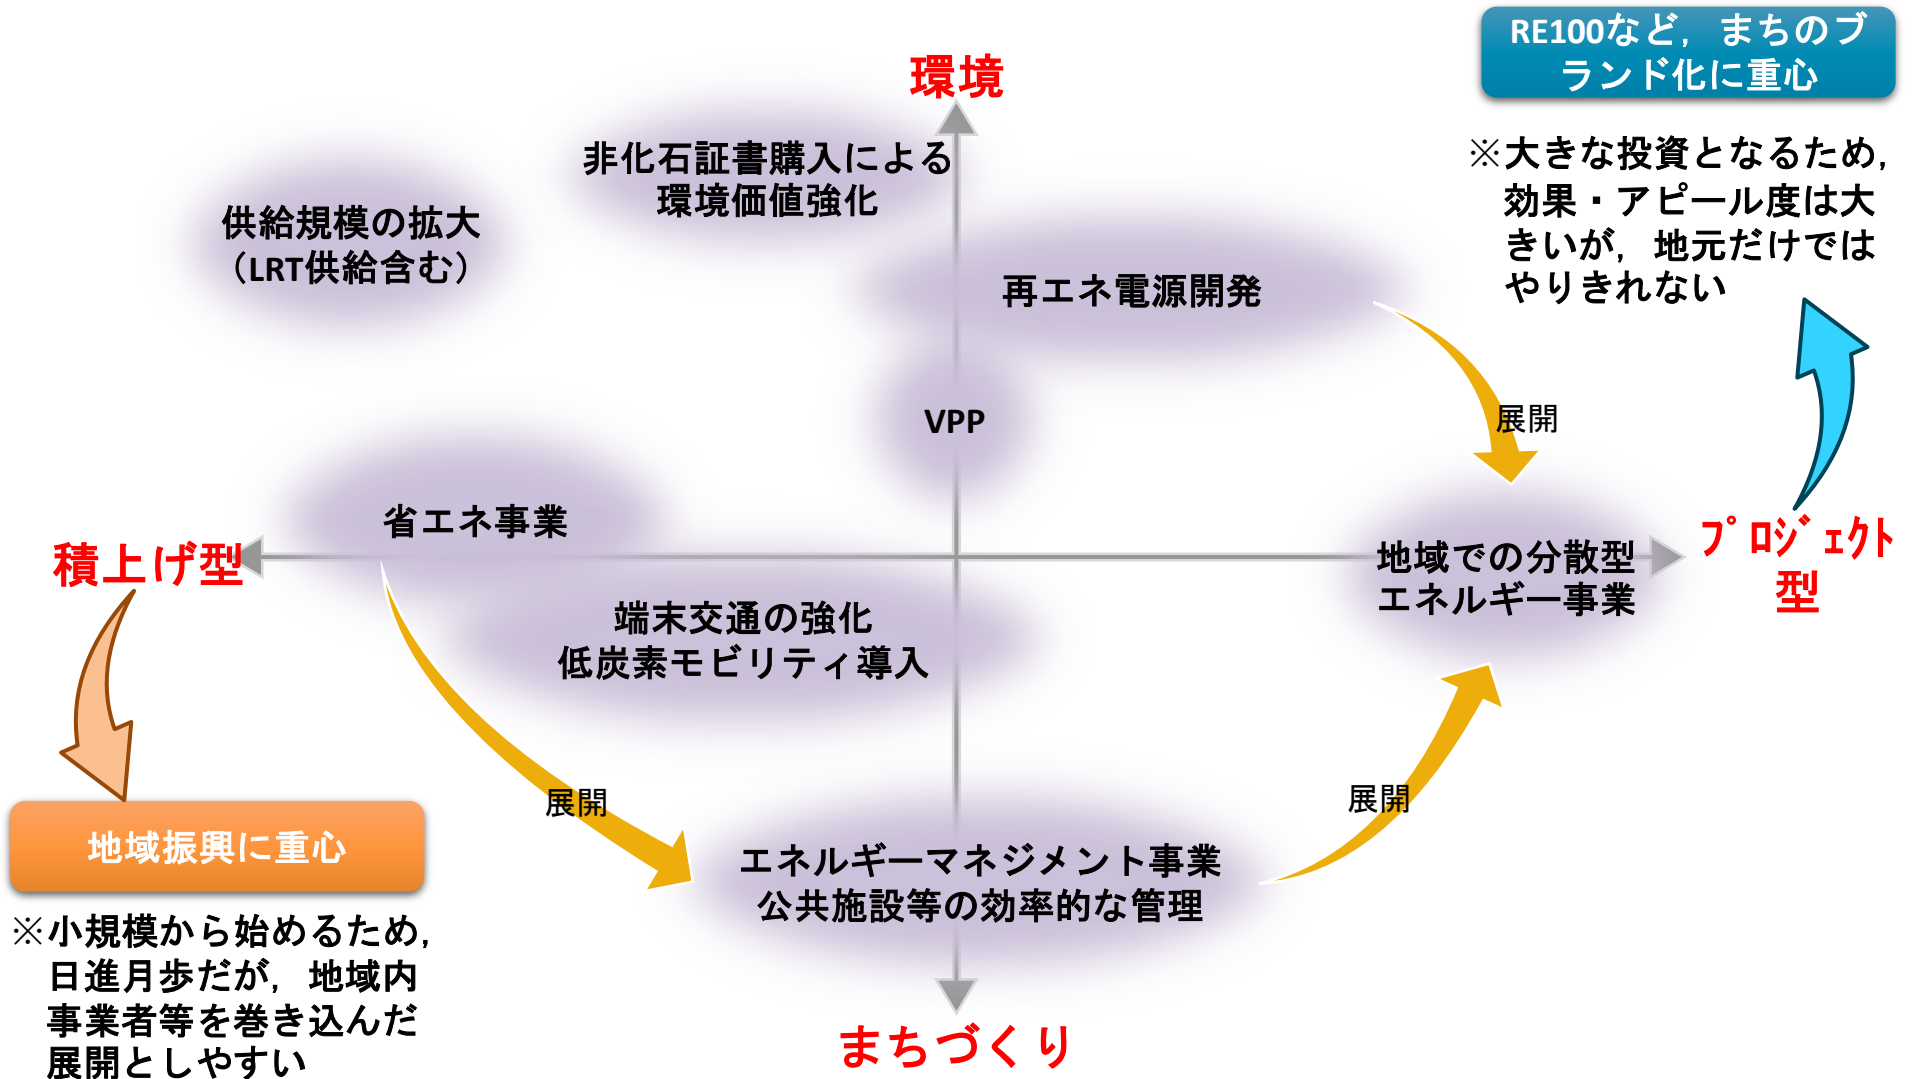 環境
RE100など，まちのブ
ランド化に重心
※大きな投資となるため，
効果・アピール度は大
きいが，地元だけでは
やりきれない
非化石証書購入による
環境価値強化
供給規模の拡大
（LRT供給含む）
再エネ電源開発
VPP
展開
省エネ事業
積上げ型
ﾌﾟﾛｼﾞｪｸﾄ
型
地域での分散型
エネルギー事業
端末交通の強化
低炭素モビリティ導入
展開
展開
地域振興に重心
エネルギーマネジメント事業
公共施設等の効率的な管理
※小規模から始めるため，
日進月歩だが，地域内
事業者等を巻き込んだ
展開としやすい
まちづくり